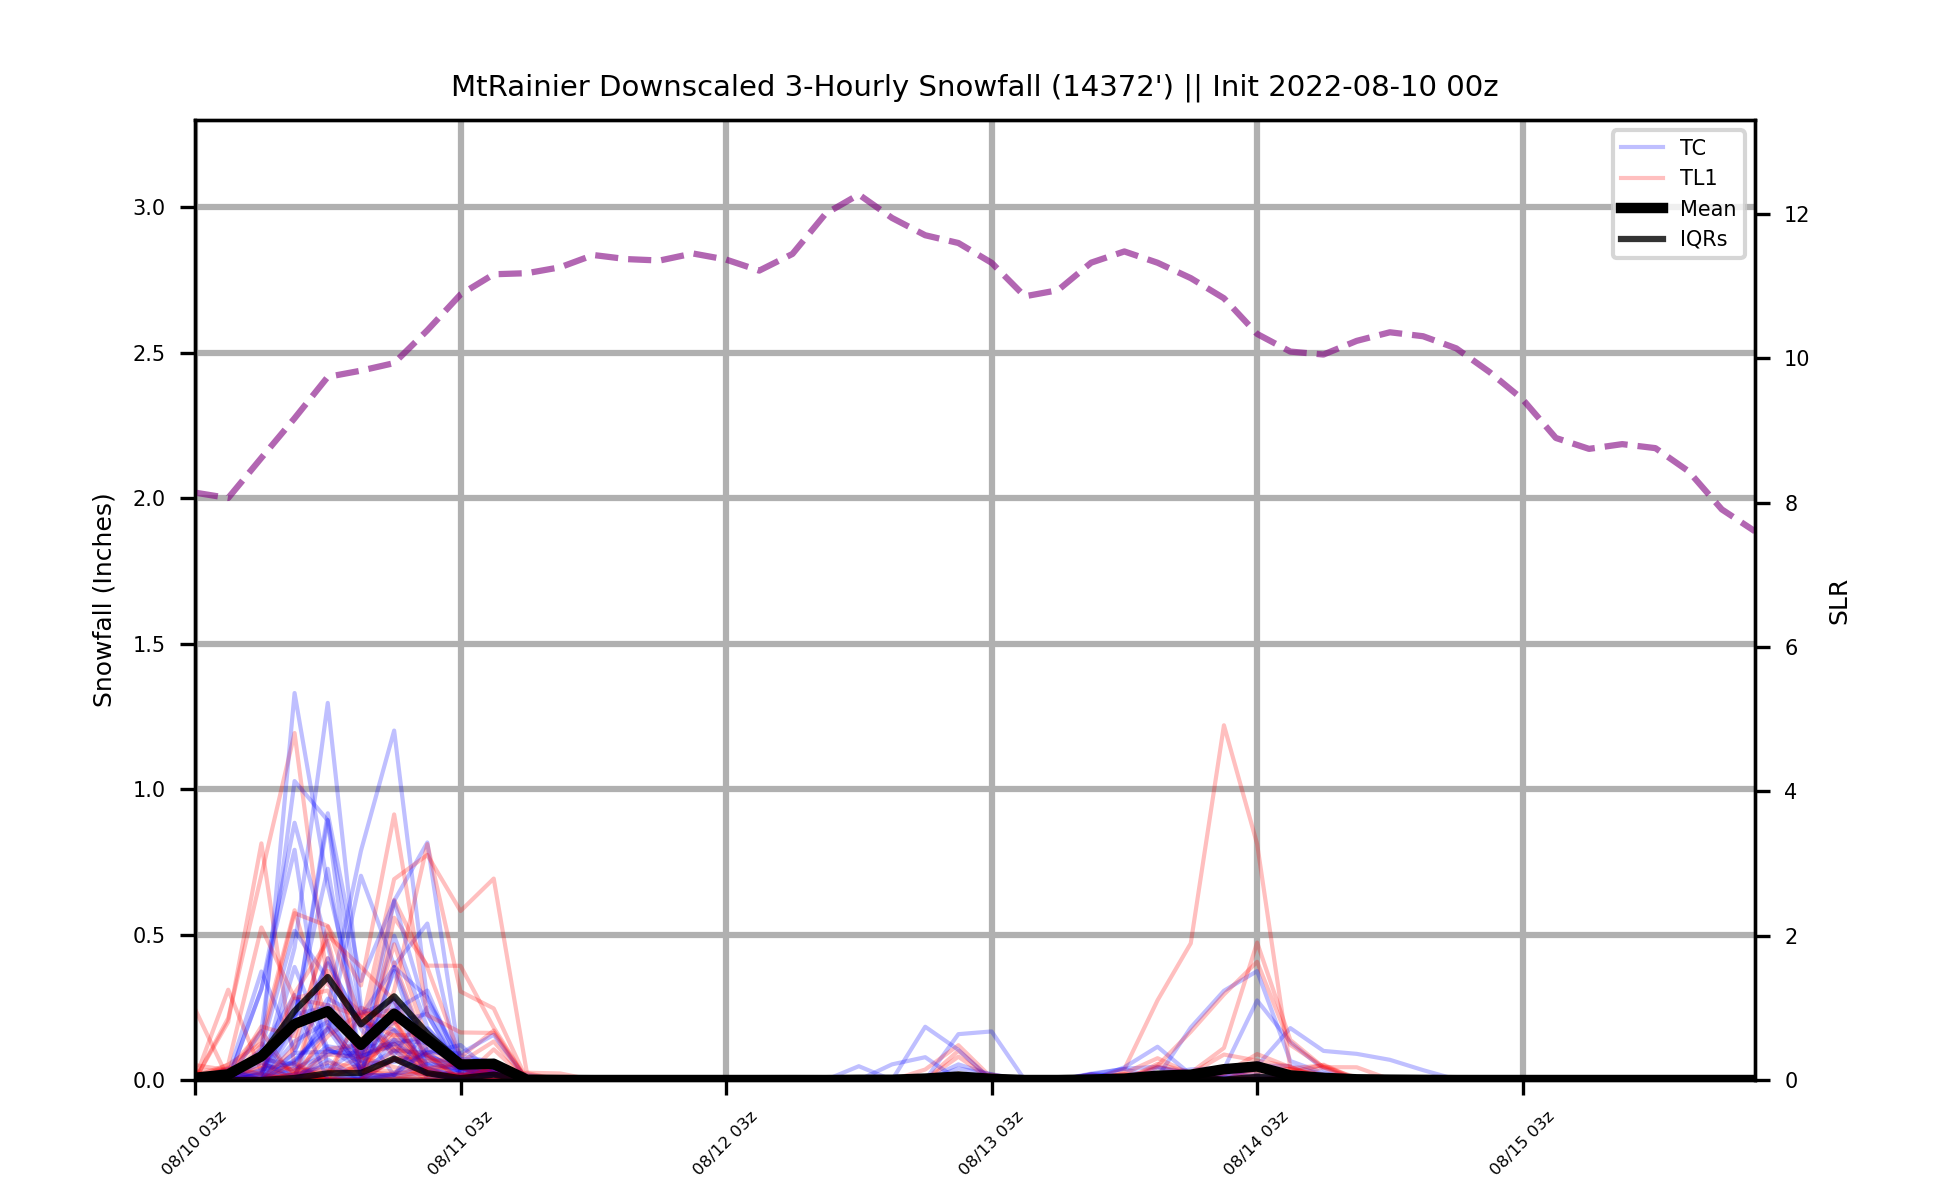 MtRainier Downscaled 3-Hourly Snowfall (14372') || Init 2022-08-10 00z
TC
TL1
Mean
IQRs
Snowfall (Inches)
3.0
2.5
2.0
1.5
1.0
0.5
0.0
12
10
8
6
4
2
0
SLR
08/10 03z
08/11 03z
08/12 03z
08/13 03z
08/14 03z
08/15 03z